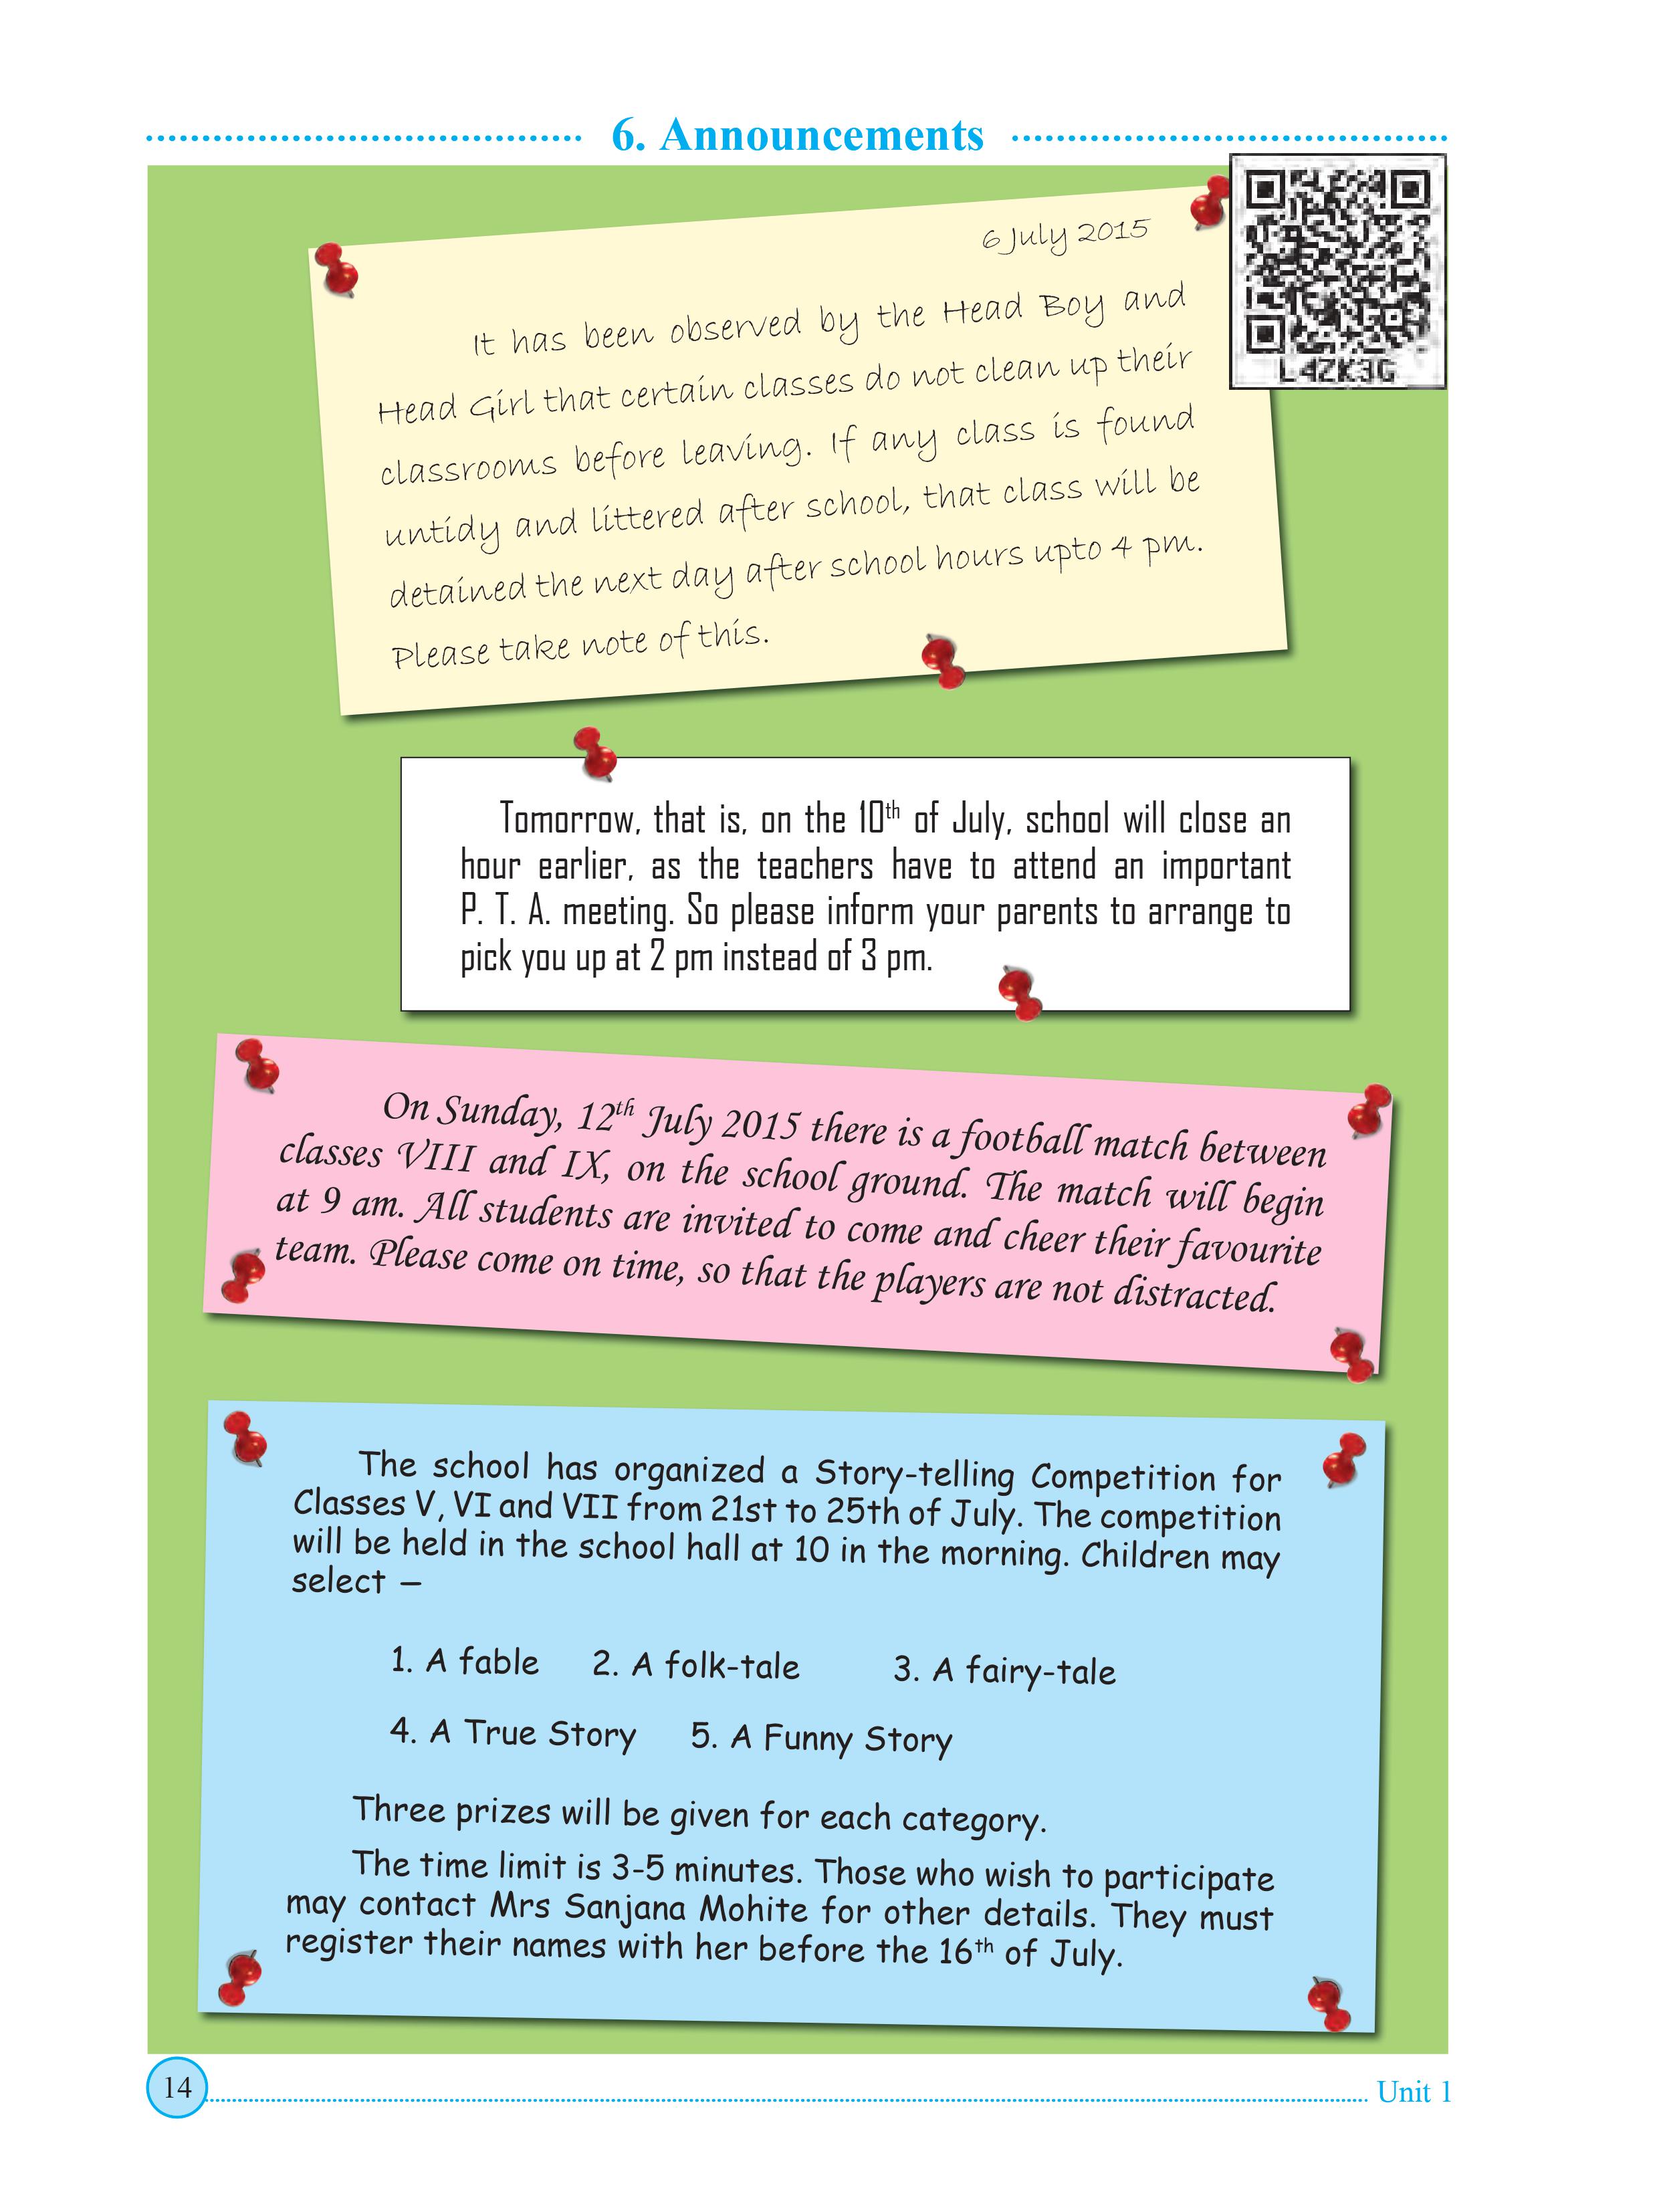 6. Announcements
L4ZK3G
6 July 2015
It has been observed by the Head Boy and
Head Girl that certain classes do not clean up their
classrooms before leaving. If any class is found
untidy and littered after school, that class will be
detained the next day after school hours upto 4 pm.
Please take note of this.
Tomorrow, that is, on the 10th of July, school will close an
hour earlier, as the teachers have to attend an important
P. T. A. meeting. So please inform your parents to arrange to
pick you up at 2 pm instead of 3 pm.
On Sunday, 12th July 2015 there is a football match between
classes VIII and IX, on the school ground. The match will begin
at 9 am. All students are invited to come and cheer their favourite
team. Please come on time, so that the players are not distracted.
The school has organized a Story-telling Competition for
Classes V, VI and VII from 21st to 25th of July. The competition
will be held in the school hall at 10 in the morning. Children may
select —
1. A fable 2. A folk-tale 3. A fairy-tale
4. A True Story 5. A Funny Story
Three prizes will be given for each category.
The time limit is 3-5 minutes. Those who wish to participate
may contact Mrs Sanjana Mohite for other details. They must
register their names with her before the 16th of July.
14
Unit 1